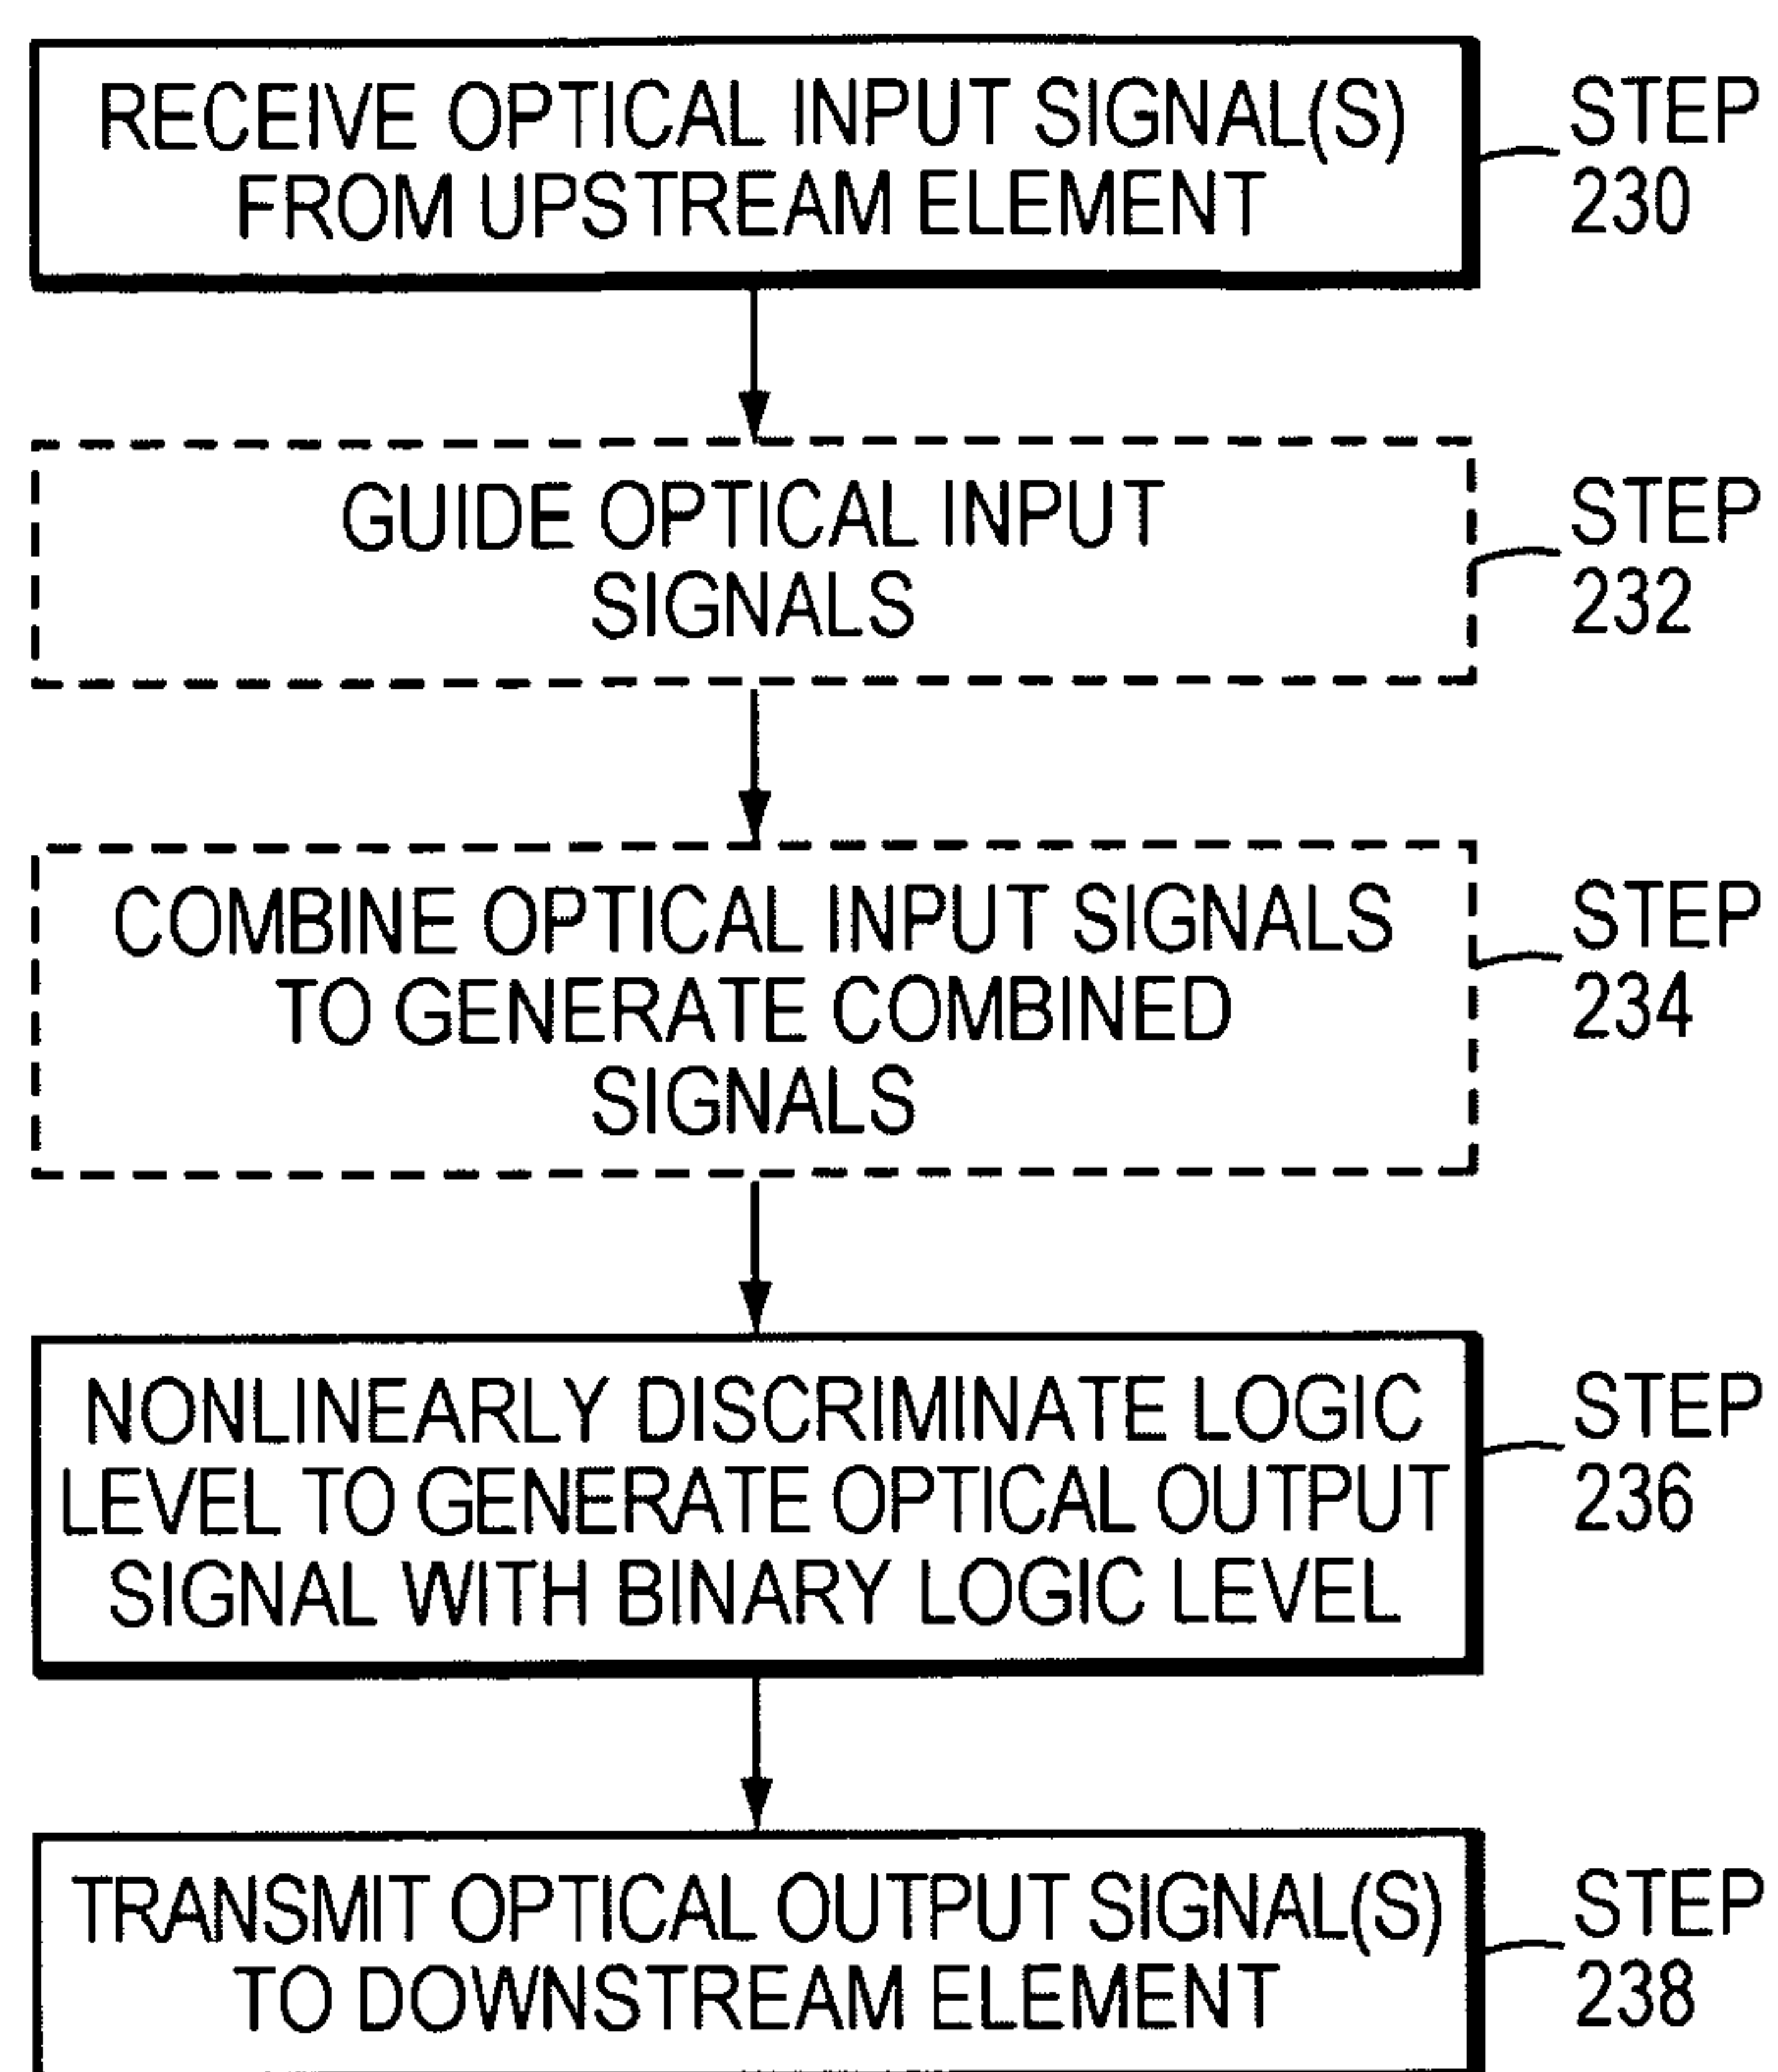 RECEIVE OPTICAL INPUT SIGNAL(S)
FROM UPSTREAM ELEMENT
STEP
230
GUIDE OPTICAL INPUT
SIGNALS
STEP
232
COMBINE OPTICAL INPUT SIGNALS
TO GENERATE COMBINED
SIGNALS
STEP
234
NONLINEARLY DISCRIMINATE LOGIC
LEVEL TO GENERATE OPTICAL OUTPUT
SIGNAL WITH BINARY LOGIC LEVEL
STEP
236
TRANSMIT OPTICAL OUTPUT SIGNAL(S)
TO DOWNSTREAM ELEMENT
STEP
238